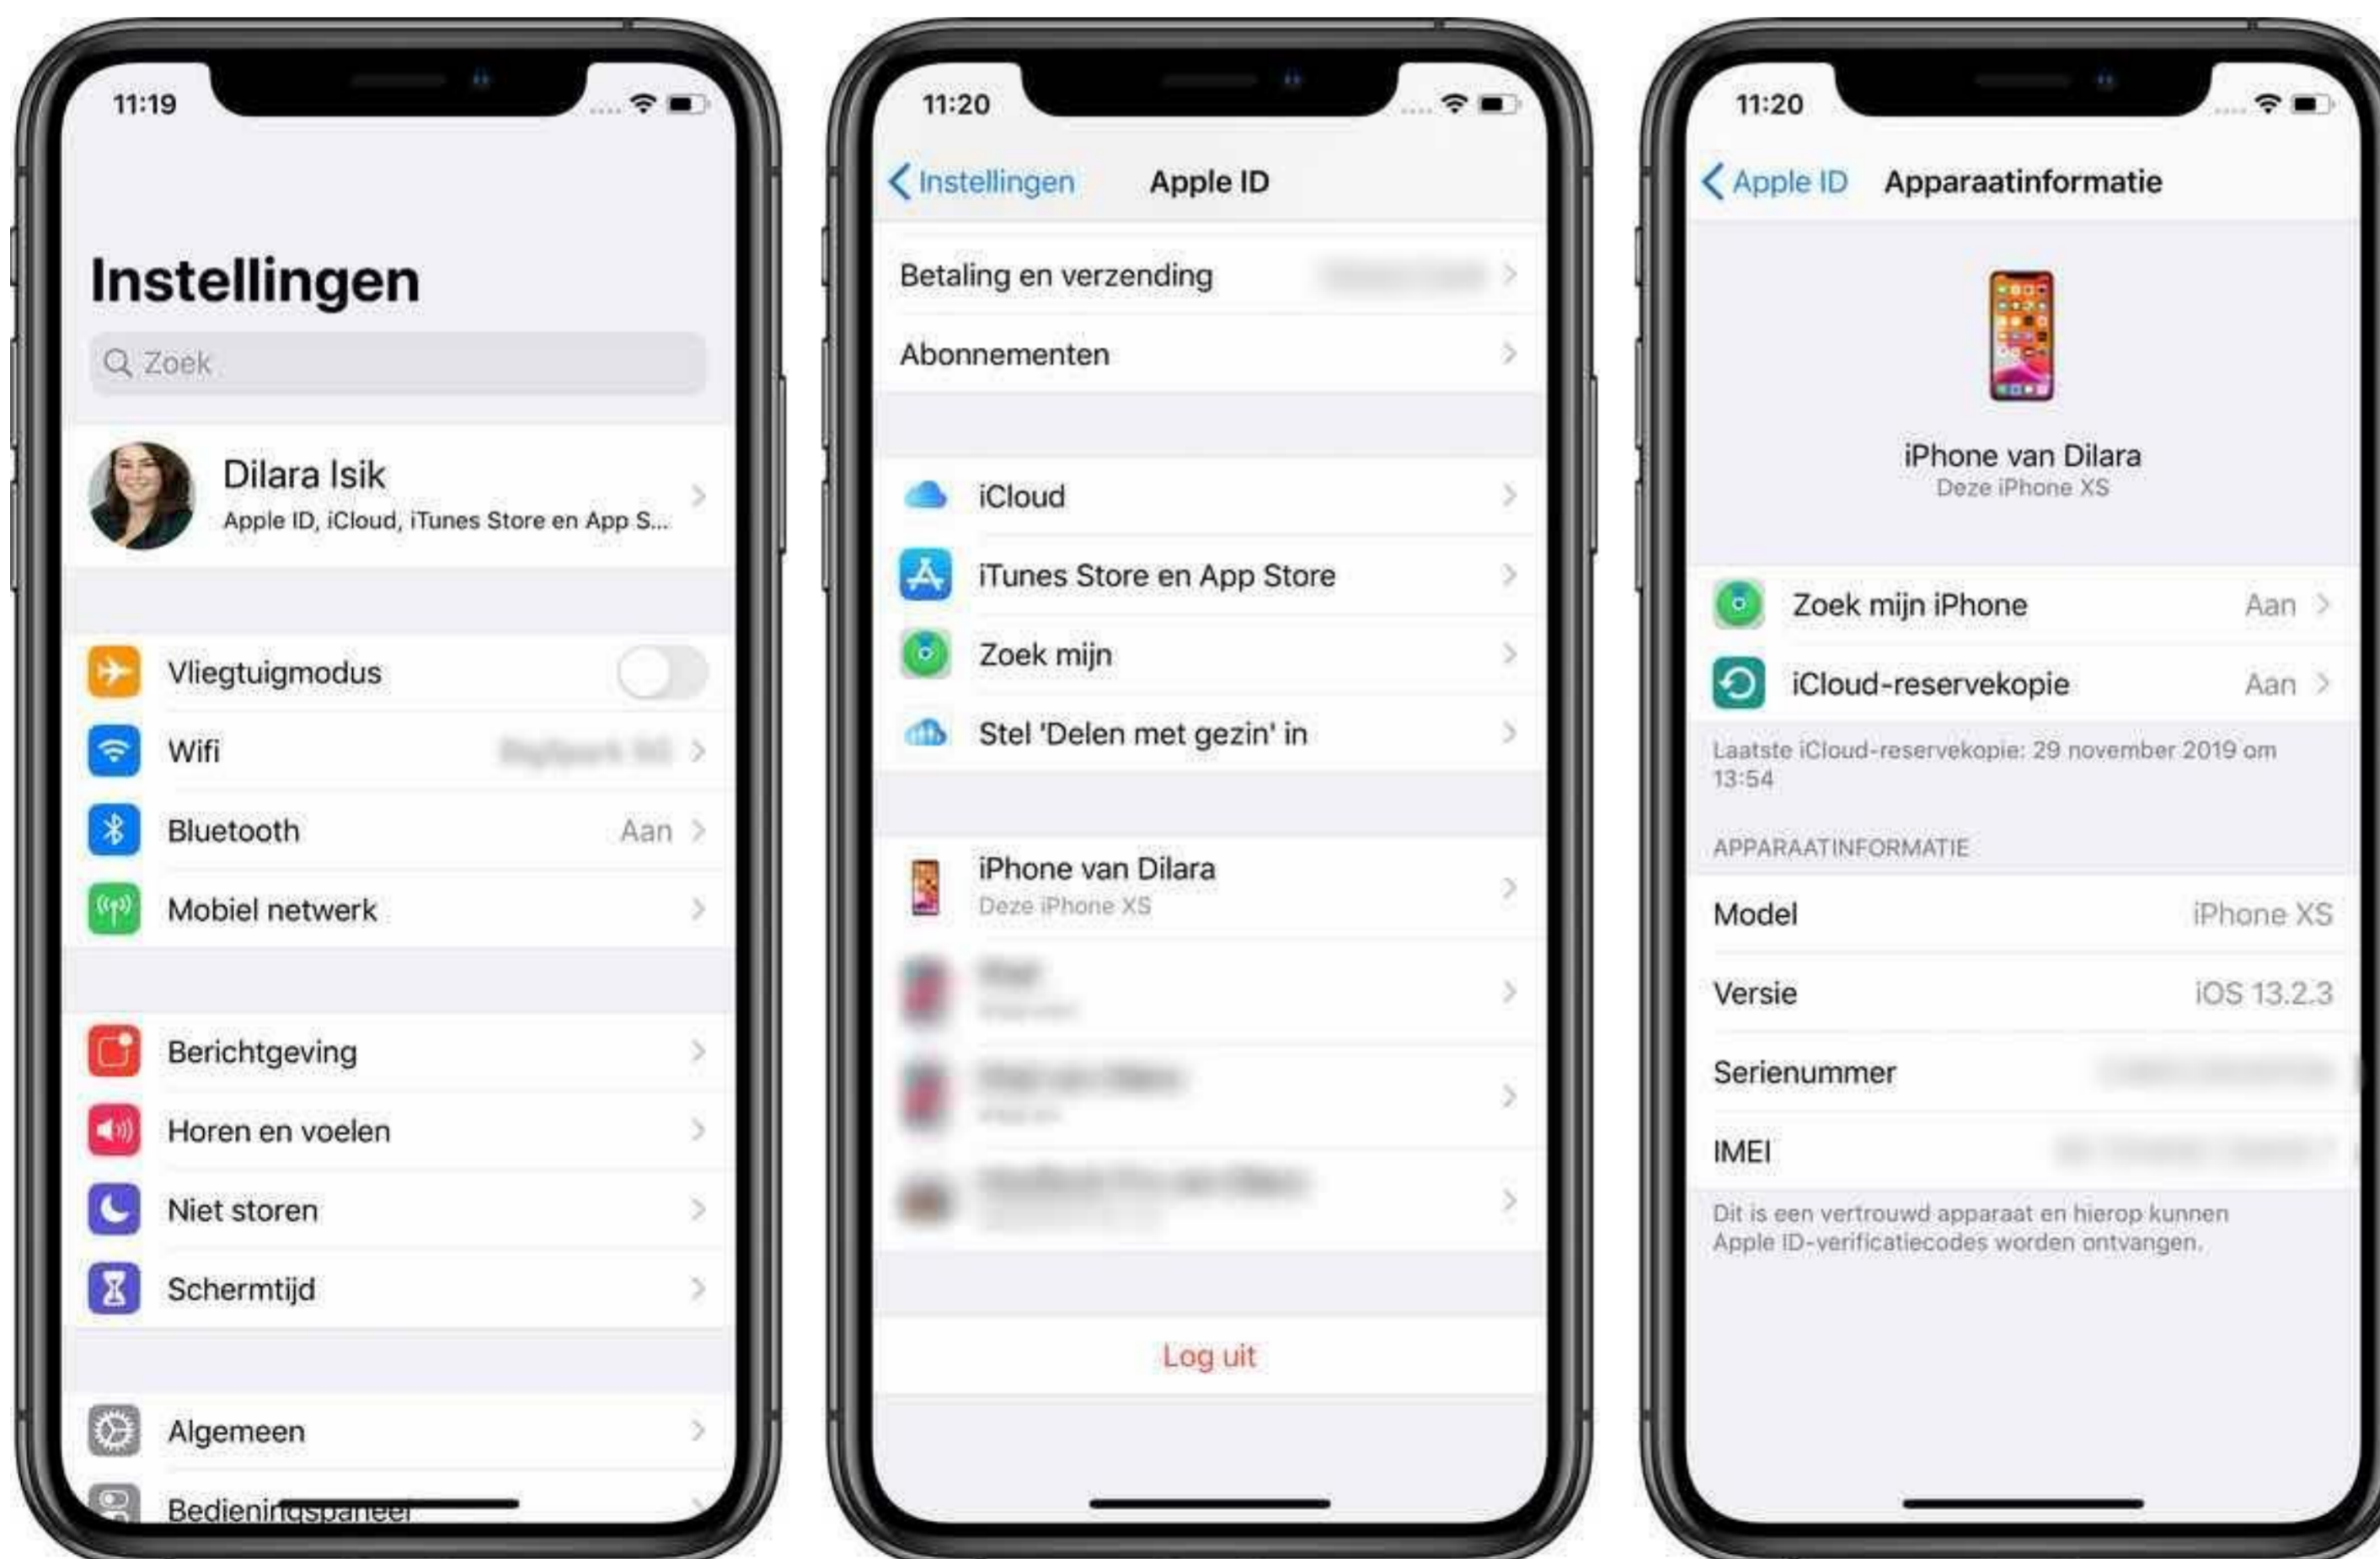 11:19
Instellingen
Zoek
Dilara Isik
Apple ID, iCloud, iTunes Store en App S...
Vliegtuigmodus
Wifi
Bluetooth Aan
Mobiel netwerk
Berichtgeving
Horen en voelen
Niet storen
Schermtijd
Algemeen
Bedieningspaneel
11:20
Instellingen Apple ID
Betaling en verzending
Abonnementen
iCloud
iTunes Store en App Store
Zoek mijn
Stel 'Delen met gezin' in
iPhone van Dilara
Deze iPhone XS
Log uit
11:20
Apple ID Apparaatinformatie
iPhone van Dilara
Deze iPhone XS
Zoek mijn iPhone Aan
iCloud-reservekopie Aan
Laatste iCloud-reservekopie: 29 november 2019 om
13:54
APPARAATINFORMATIE
Model iPhone XS
Versie iOS 13.2.3
Serienummer
IMEI
Dit is een vertrouwd apparaat en hierop kunnen
Apple ID-verificatiecodes worden ontvangen.